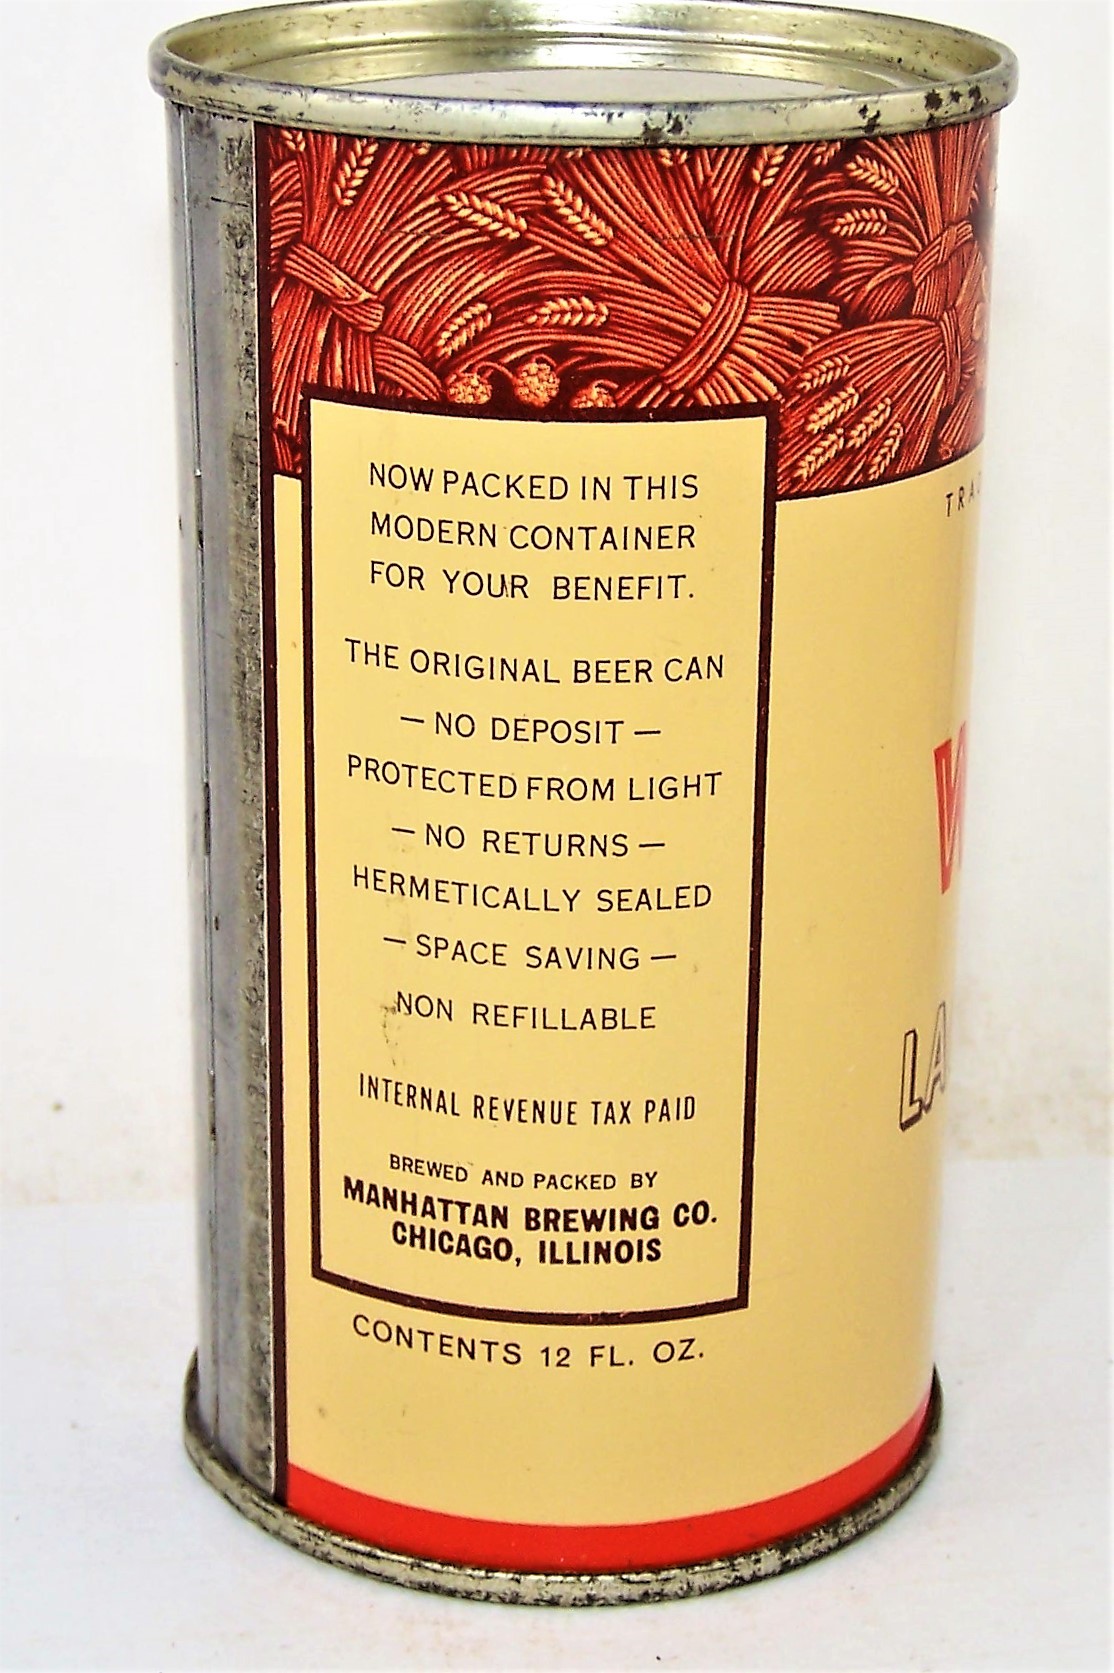 NOW PACKED IN THIS
MODERN CONTAINER
FOR YOUR BENEFIT.
THE ORIGINAL BEER CAN
— NO DEPOSIT —
PROTECTED FROM LIGHT
— NO RETURNS —
HERMETICALLY SEALED
— SPACE SAVING —
NON REFILLABLE
INTERNAL REVENUE TAX PAID
BREWED AND PACKED BY
MANHATTAN BREWING CO.
CHICAGO, ILLINOIS
CONTENTS 12 FL. OZ.